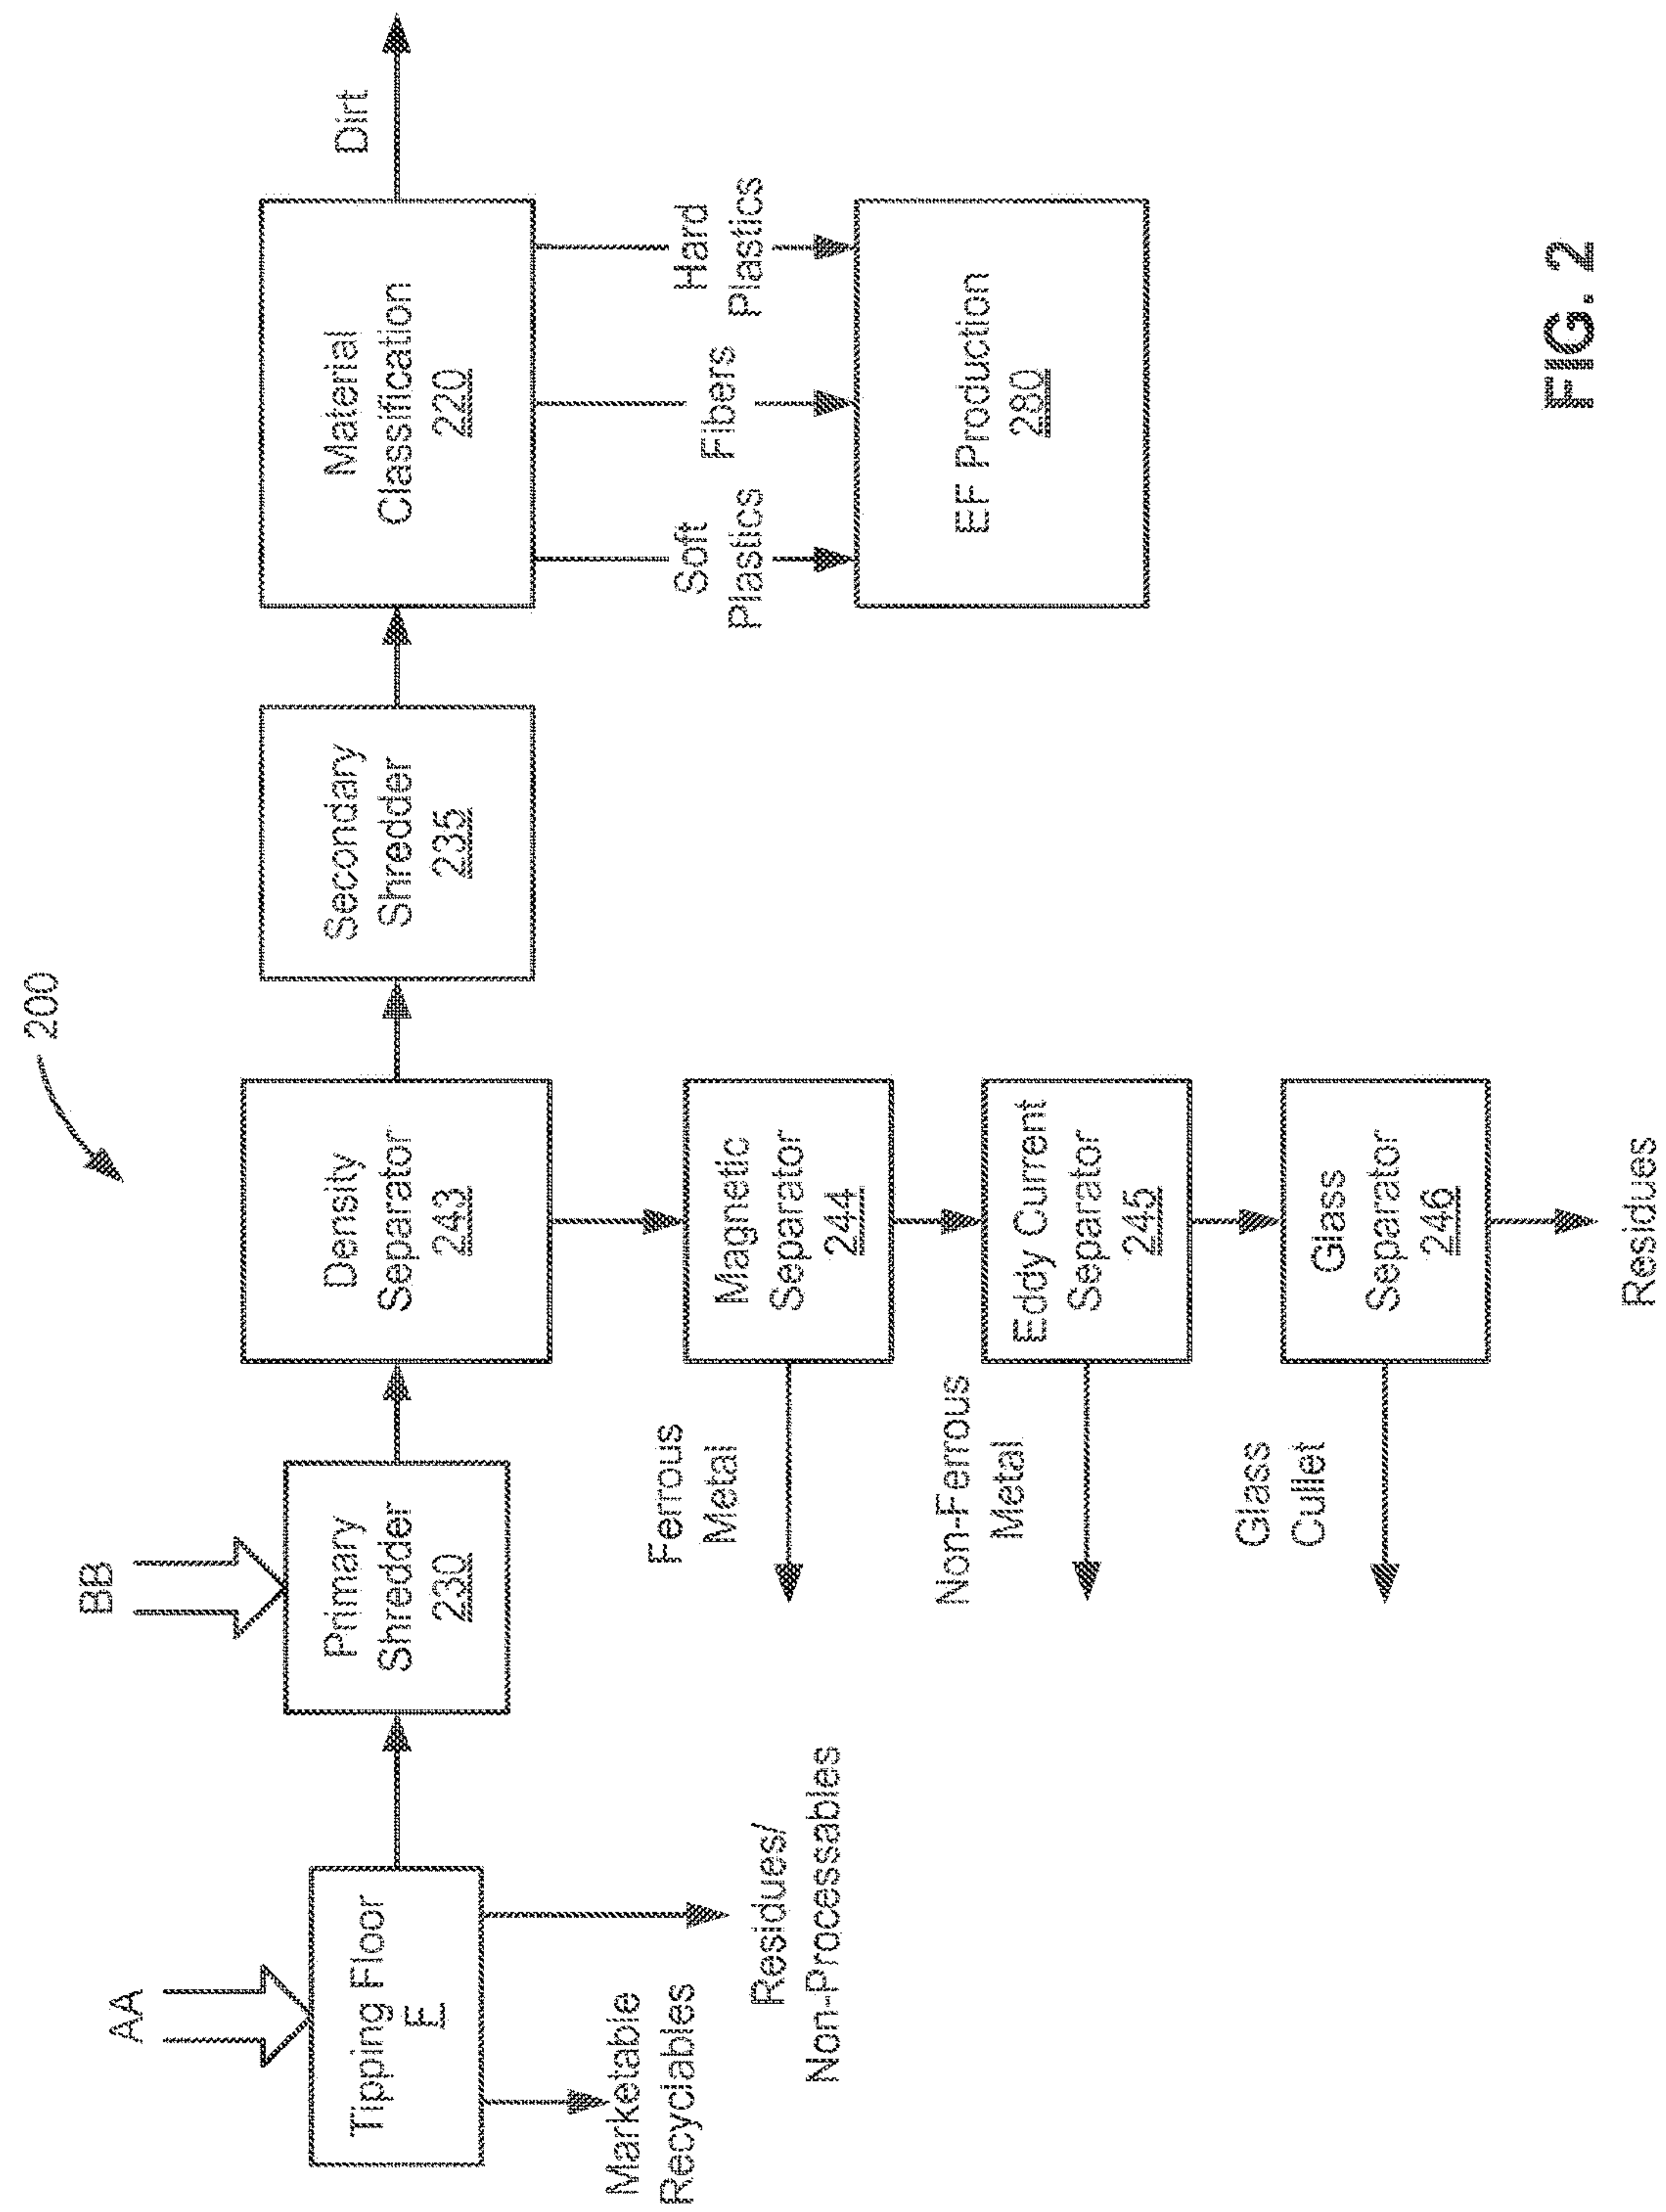 200
AA
Tipping Floor
E
Marketable
Recyclables
Residues/
Non-Processables
BB
Primary
Shredder
230
Density
Separator
243
Magnetic
Separator
244
Ferrous
Metal
Eddy Current
Separator
245
Non-Ferrous
Metal
Glass
Separator
246
Glass
Cullet
Residues
Secondary
Shredder
235
Material
Classification
220
Dirt
Soft
Plastics
Fibers
Hard
Plastics
EF Production
280
FIG. 2